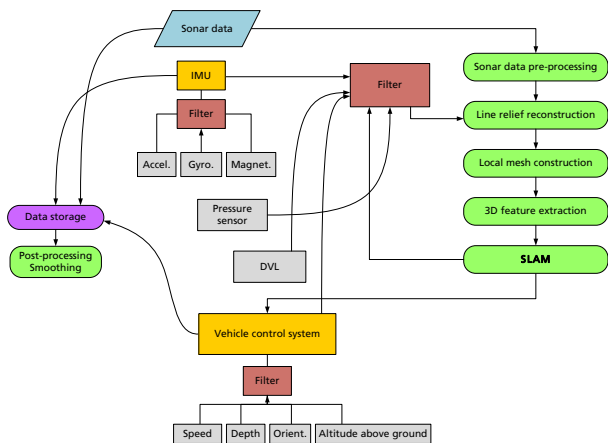 Sonar data
Sonar data pre-processing
IMU
Filter
Line relief reconstruction
Filter
Accel.
Gyro.
Magnet.
Local mesh construction
Data storage
Pressure
sensor
3D feature extraction
Post-processing
Smoothing
DVL
SLAM
Vehicle control system
Filter
Speed
Depth
Orient.
Altitude above ground